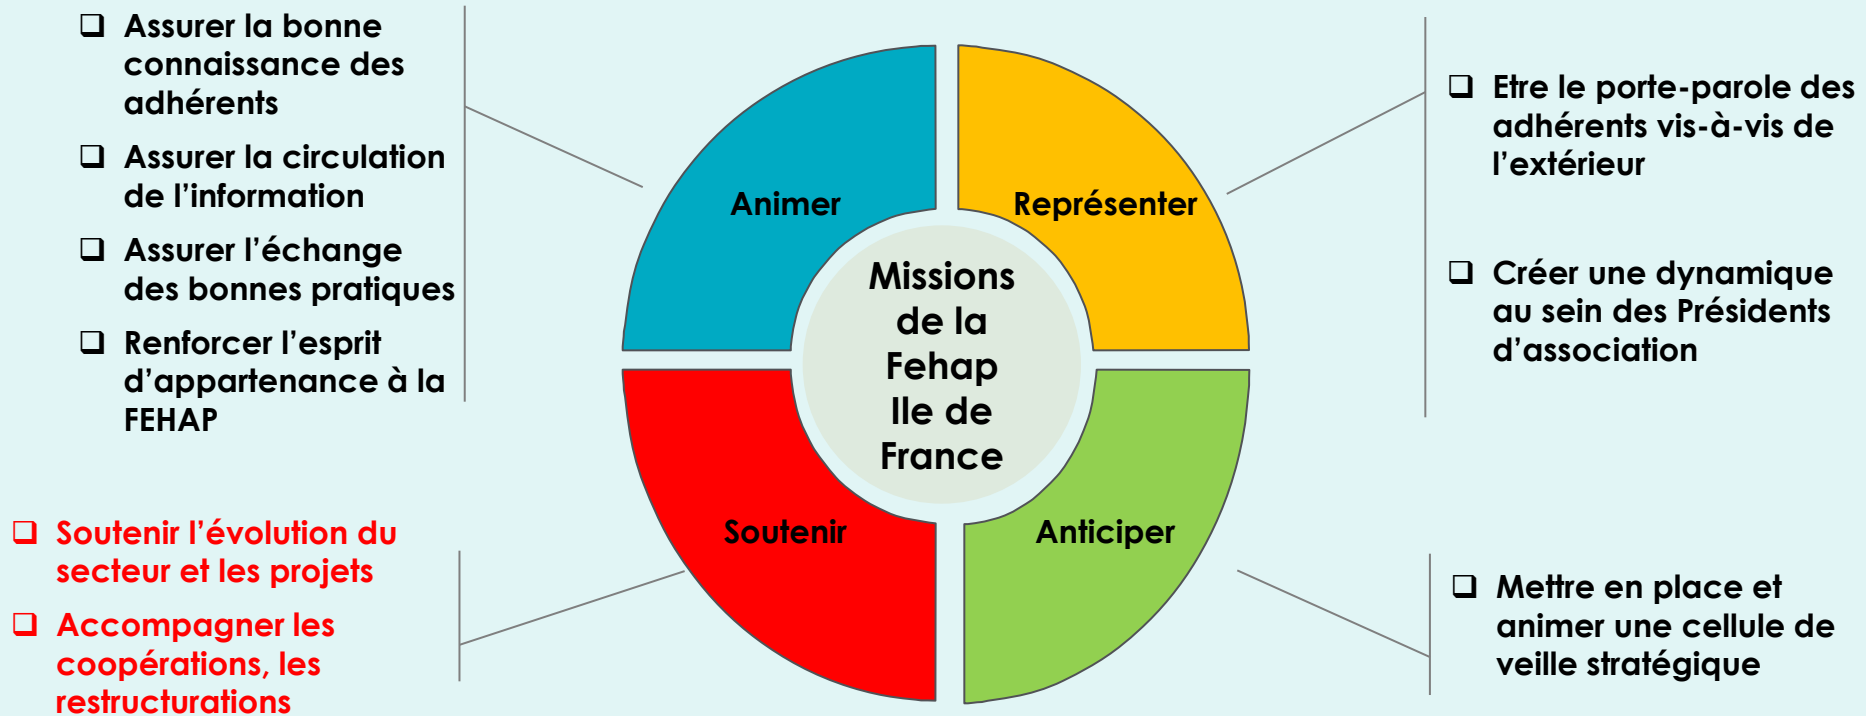 Assurer la bonne
connaissance des
adhérents
Assurer la circulation
de l’information
Assurer l’échange
des bonnes pratiques
Renforcer l’esprit
d’appartenance à la
FEHAP
Animer
Représenter
Etre le porte-parole des
adhérents vis-à-vis de
l’extérieur
Créer une dynamique
au sein des Présidents
d’association
Missions
de la
Fehap
Ile de
France
Soutenir l’évolution du
secteur et les projets
Accompagner les
coopérations, les
restructurations
Soutenir
Anticiper
Mettre en place et
animer une cellule de
veille stratégique